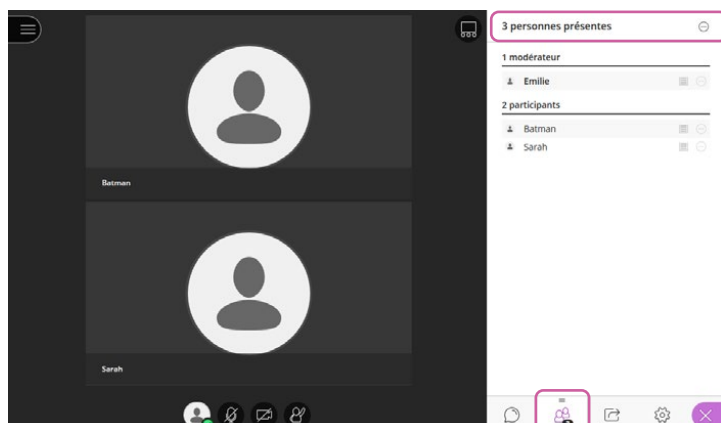 3 personnes présentes
1 modérateur
Emilie
2 participants
Batman
Sarah
Batman
Sarah